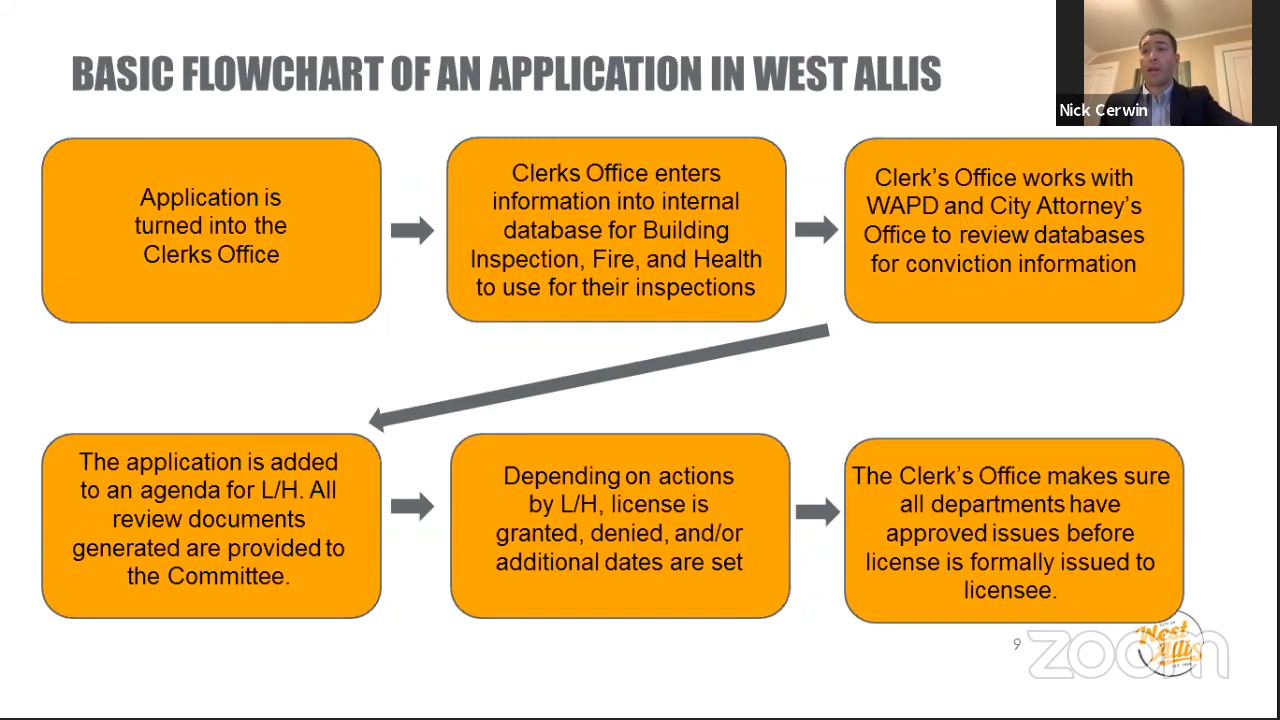 BASIC FLOWCHART OF AN APPLICATION IN WEST ALLIS
Nick Cerwin
Application is
turned into the
Clerks Office
Clerks Office enters
information into internal
database for Building
Inspection, Fire, and Health
to use for their inspections
Clerk’s Office works with
WAPD and City Attorney’s
Office to review databases
for conviction information
The application is added
to an agenda for L/H. All
review documents
generated are provided to
the Committee.
Depending on actions
by L/H, license is
granted, denied, and/or
additional dates are set
The Clerk’s Office makes sure
all departments have
approved issues before
license is formally issued to
licensee.
9
zoom
CITY OF
West
Allis